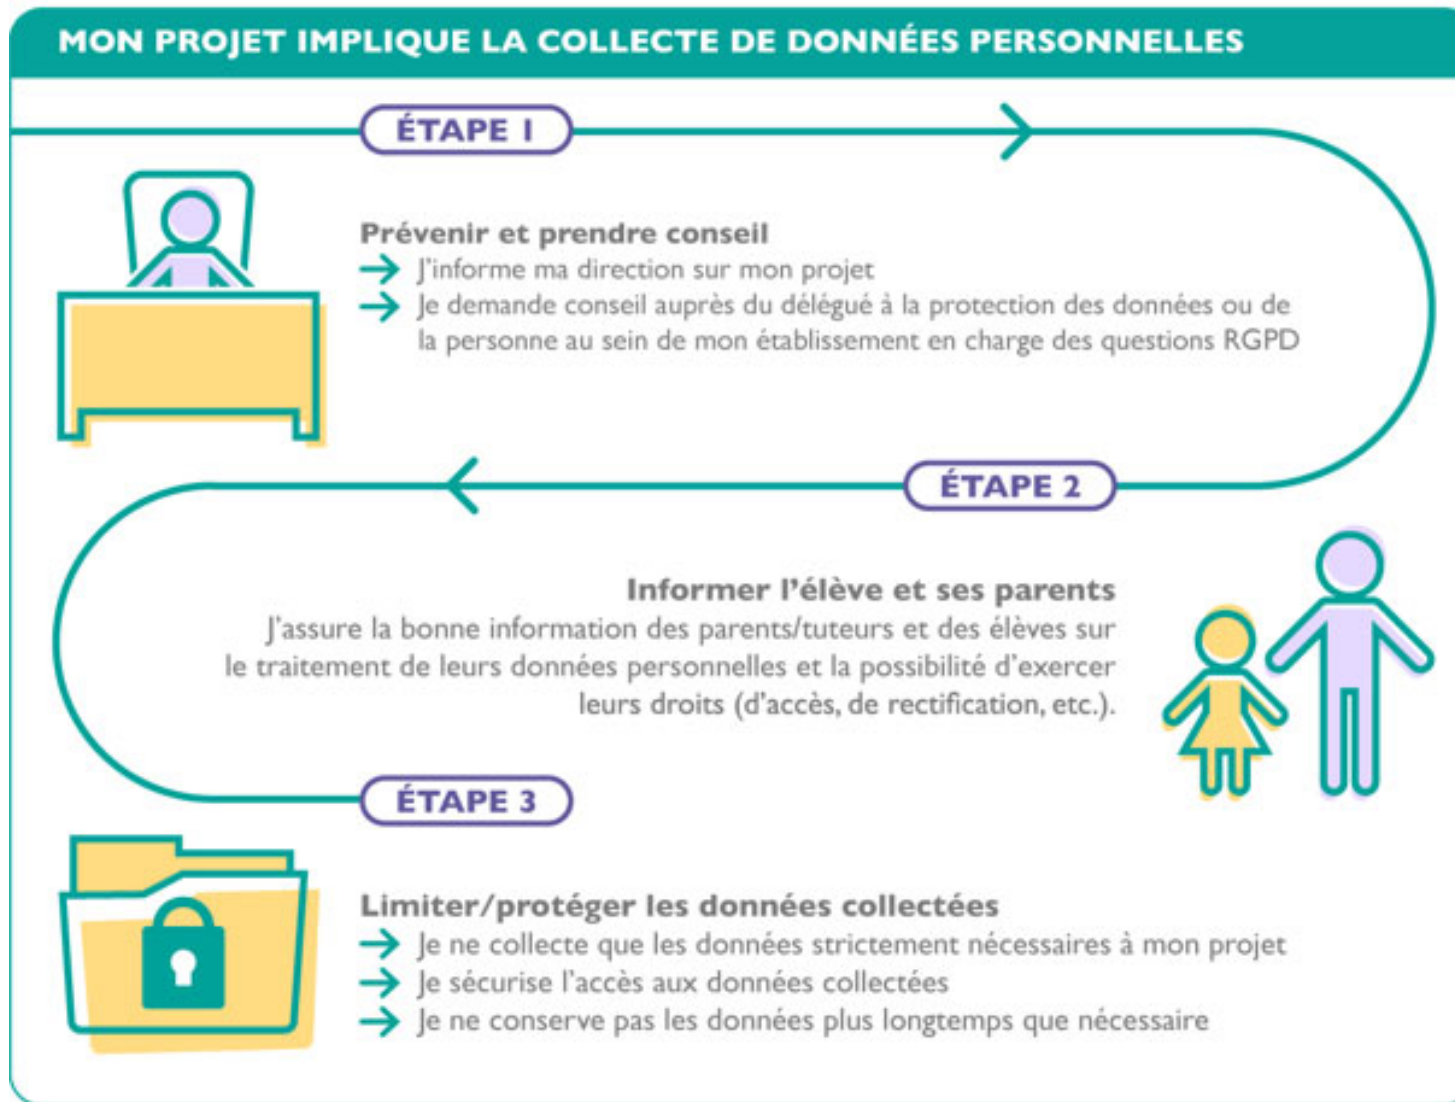 MON PROJET IMPLIQUE LA COLLECTE DE DONNÉES PERSONNELLES
ÉTAPE 1
Prévenir et prendre conseil
→ J'informe ma direction sur mon projet
→ Je demande conseil auprès du délégué à la protection des données ou de
la personne au sein de mon établissement en charge des questions RGPD
ÉTAPE 2
Informer l'élève et ses parents
J'assure la bonne information des parents/tuteurs et des élèves sur
le traitement de leurs données personnelles et la possibilité d'exercer
leurs droits (d'accès, de rectification, etc.).
ÉTAPE 3
Limiter/protéger les données collectées
→ Je ne collecte que les données strictement nécessaires à mon projet
→ Je sécurise l'accès aux données collectées
→ Je ne conserve pas les données plus longtemps que nécessaire